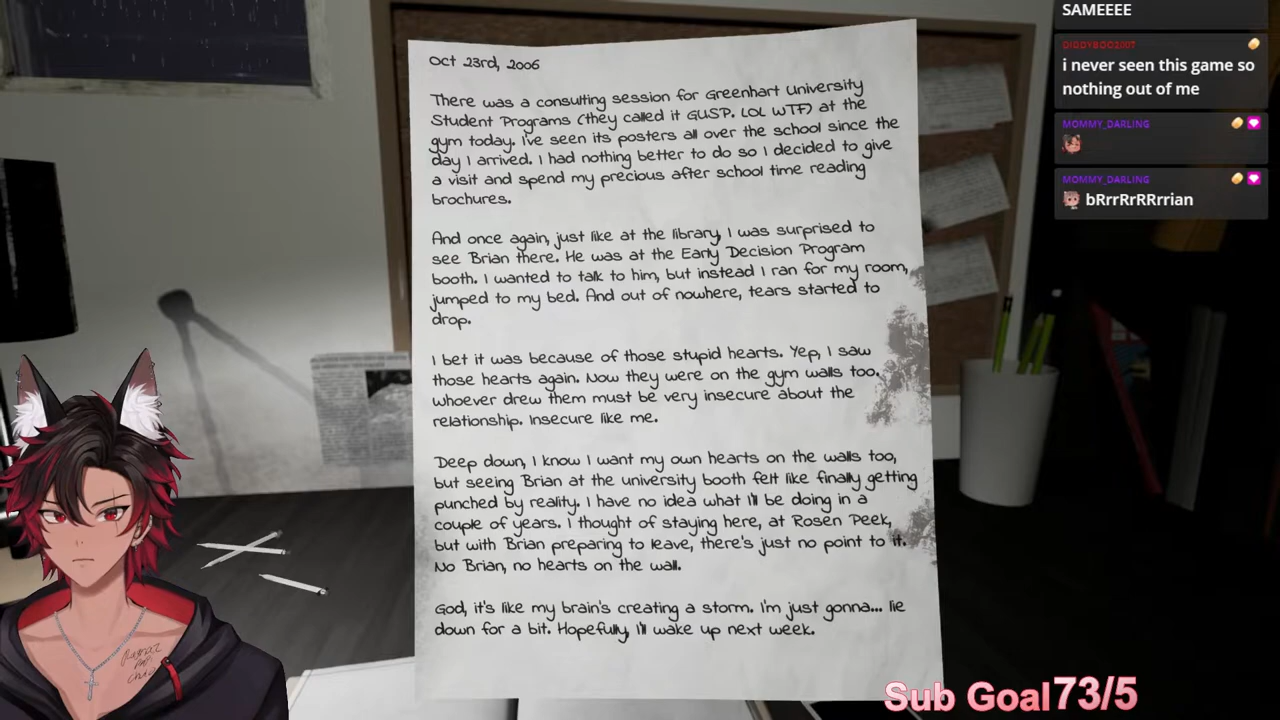 Oct 23rd, 2006
There was a consulting session for Greenhart University
Student Programs (they called it GUSP. LOL WTF) at the
gym today. I've seen its posters all over the school since the
day I arrived. I had nothing better to do so I decided to give
a visit and spend my precious after school time reading
brochures.
And once again, just like at the library, I was surprised to
see Brian there. He was at the Early Decision Program
booth. I wanted to talk to him, but instead I ran for my room,
jumped to my bed. And out of nowhere, tears started to
drop.
I bet it was because of those stupid hearts. Yep, I saw
those hearts again. Now they were on the gym walls too.
whoever drew them must be very insecure about the
relationship. Insecure like me.
Deep down, I know I want my own hearts on the walls too,
but seeing Brian at the university booth felt like finally getting
punched by reality. I have no idea what I'll be doing in a
couple of years. I thought of staying here, at Rosen Peek,
but with Brian preparing to leave, there's just no point to it.
No Brian, no hearts on the wall.
God, it's like my brain's creating a storm. I'm just gonna... lie
down for a bit. Hopefully, I'll wake up next week.
SAMEEEE
i never seen this game so
nothing out of me
MOMMY_DARLING
MOMMY_DARLING
bRrrRrRRrrian
Sub Goal 73/5